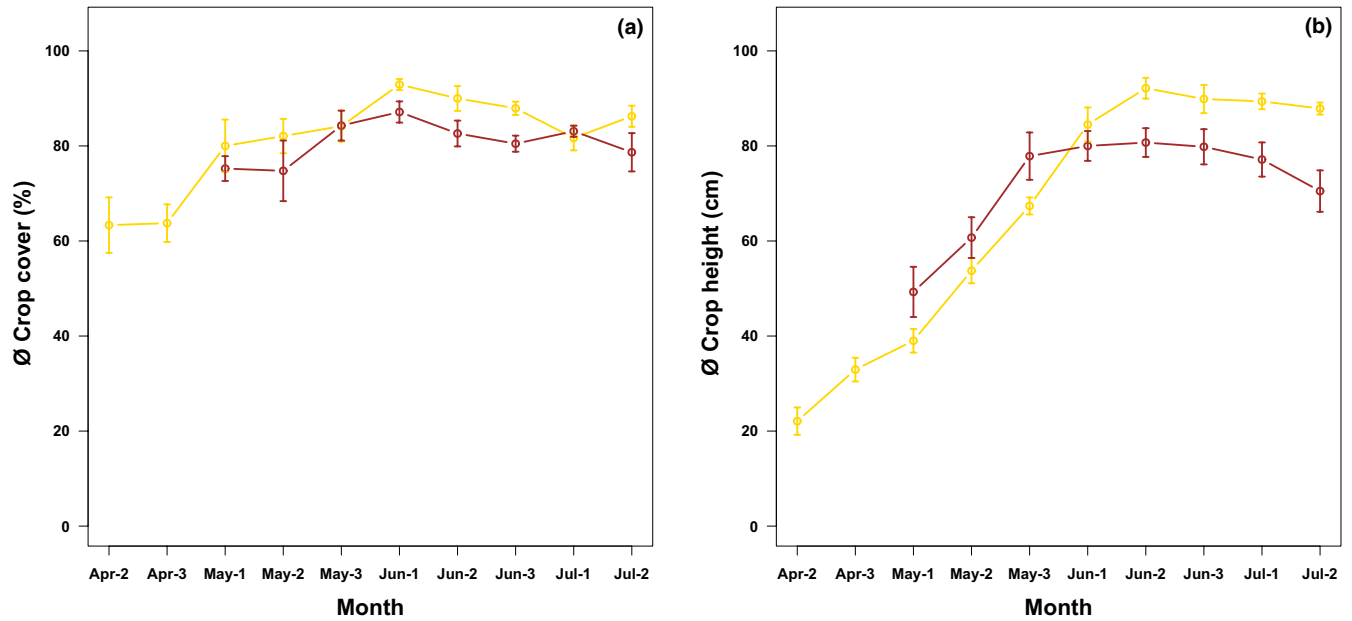 (a)
Ø Crop cover (%)
100
80
60
40
20
0
Apr-2 Apr-3 May-1 May-2 May-3 Jun-1 Jun-2 Jun-3 Jul-1 Jul-2
Month
(b)
Ø Crop height (cm)
100
80
60
40
20
0
Apr-2 Apr-3 May-1 May-2 May-3 Jun-1 Jun-2 Jun-3 Jul-1 Jul-2
Month